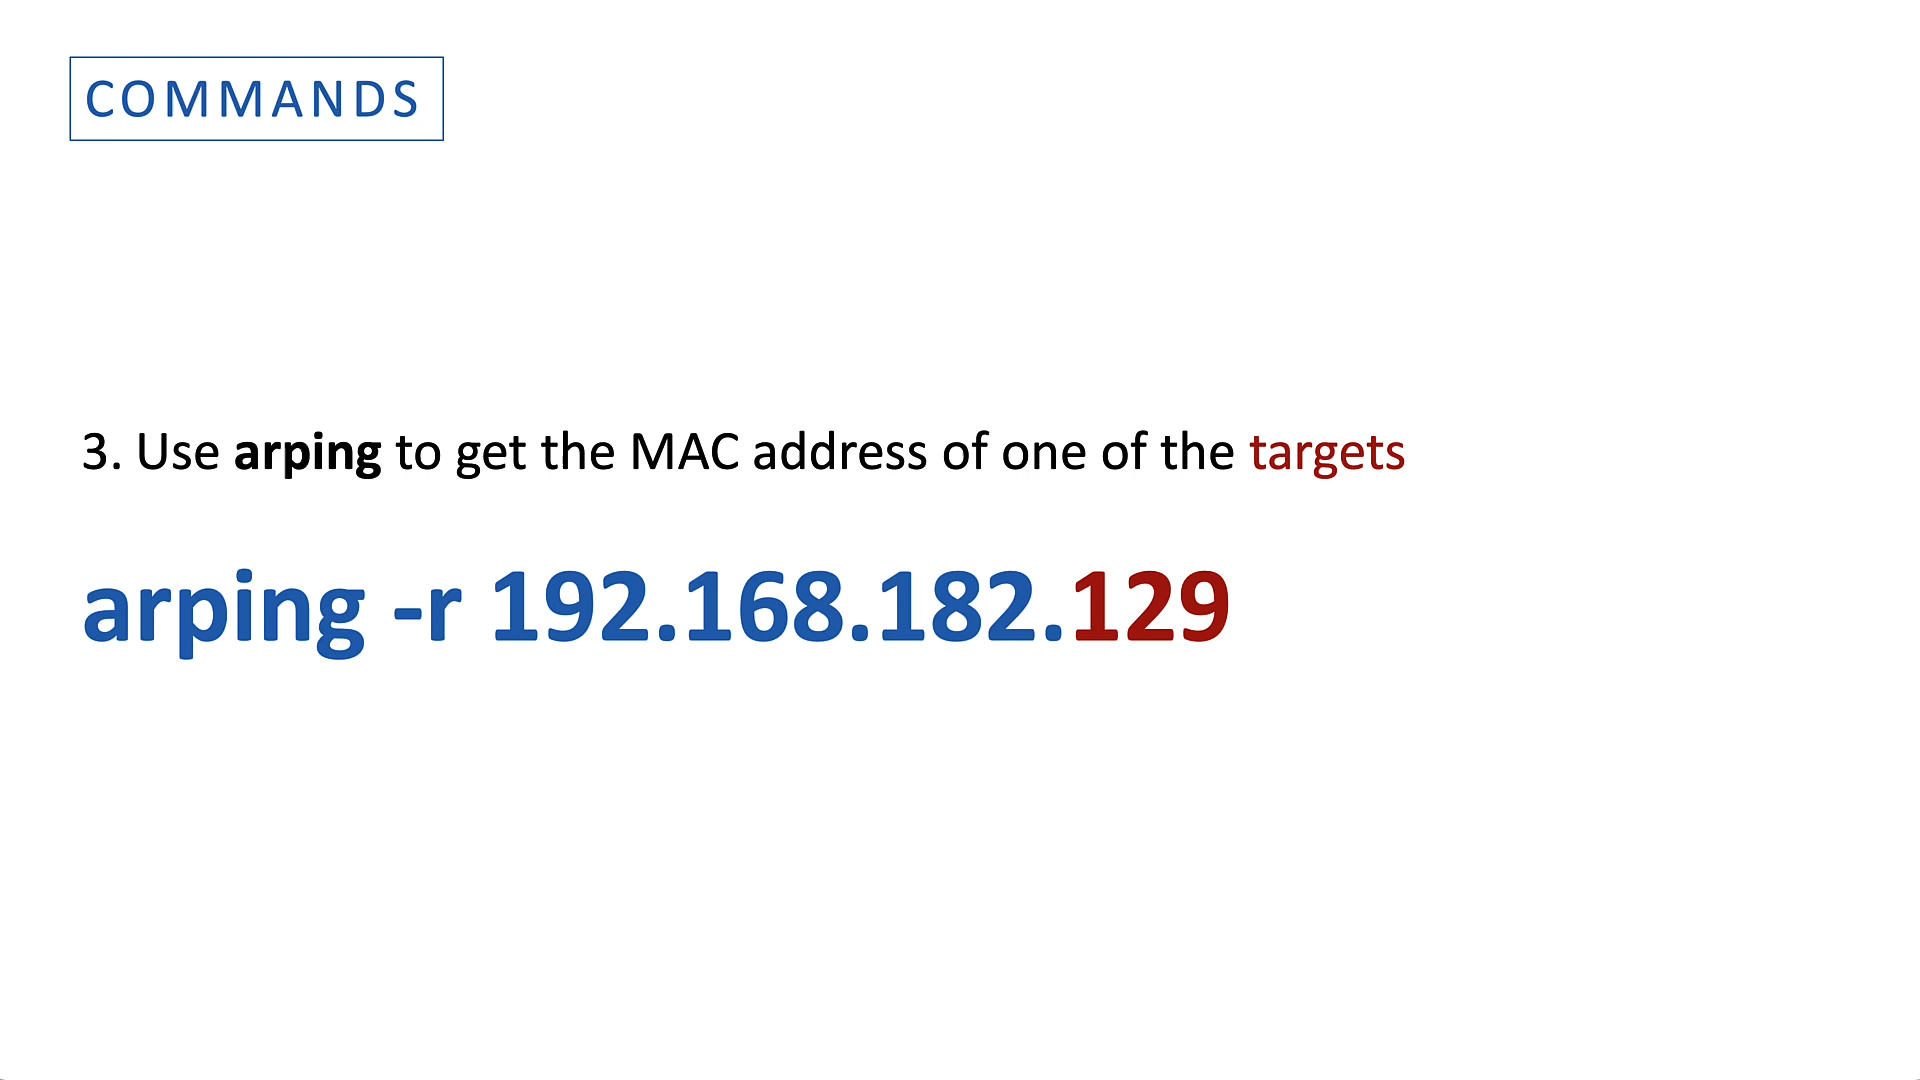 COMMANDS
3. Use arping to get the MAC address of one of the targets
arping -r 192.168.182.129